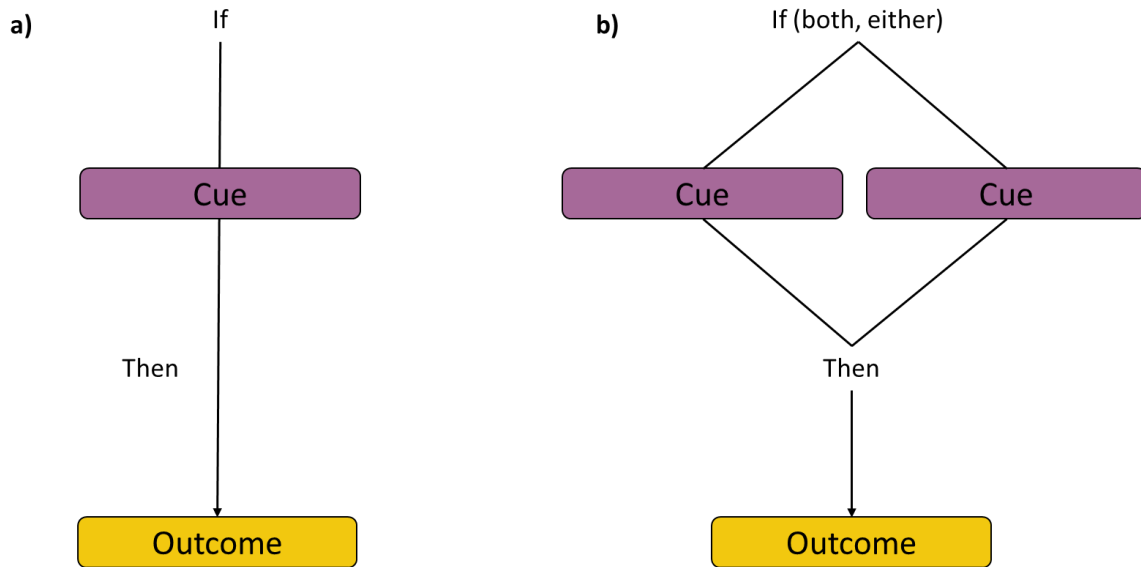 a)
If
Cue
Then
Outcome
b)
If (both, either)
Cue
Cue
Then
Outcome